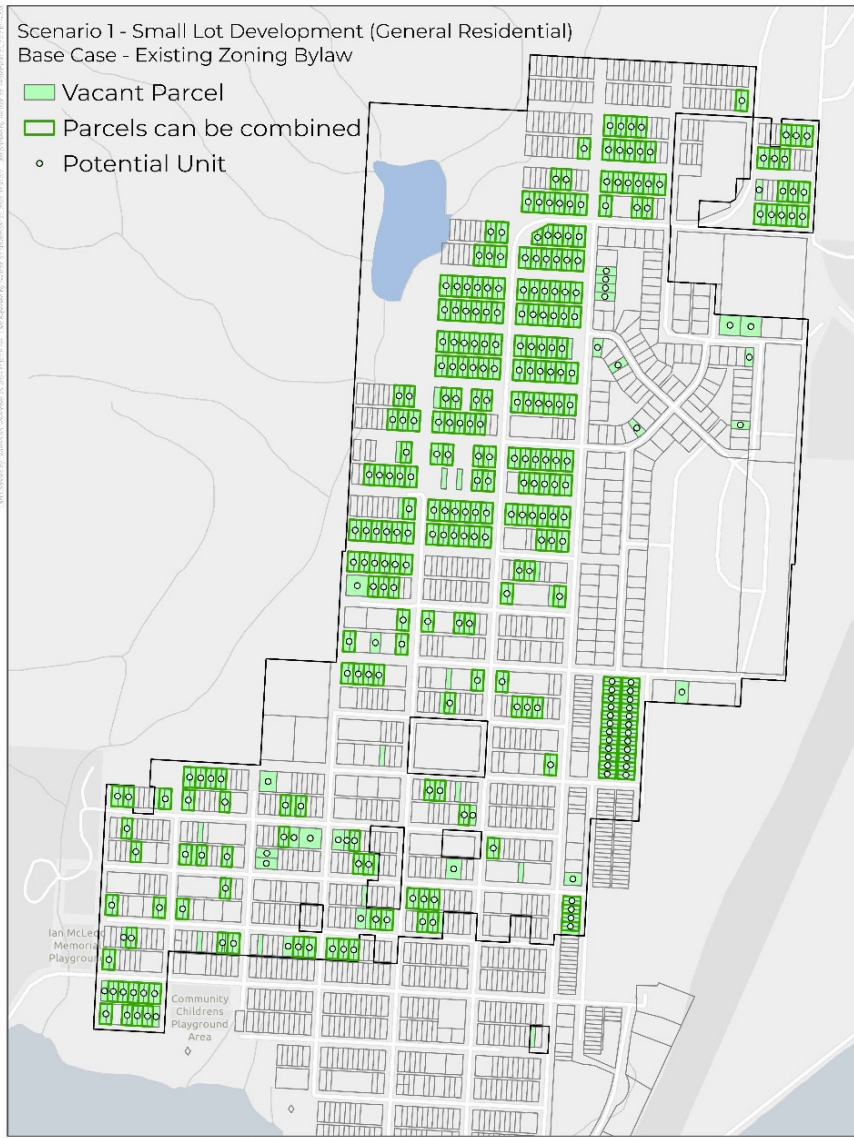 Scenario 1 - Small Lot Development (General Residential)
Base Case - Existing Zoning Bylaw
Vacant Parcel
Parcels can be combined
Potential Unit
Ian McLeod
Memorial
Playground
Community
Childrens
Playground
Area